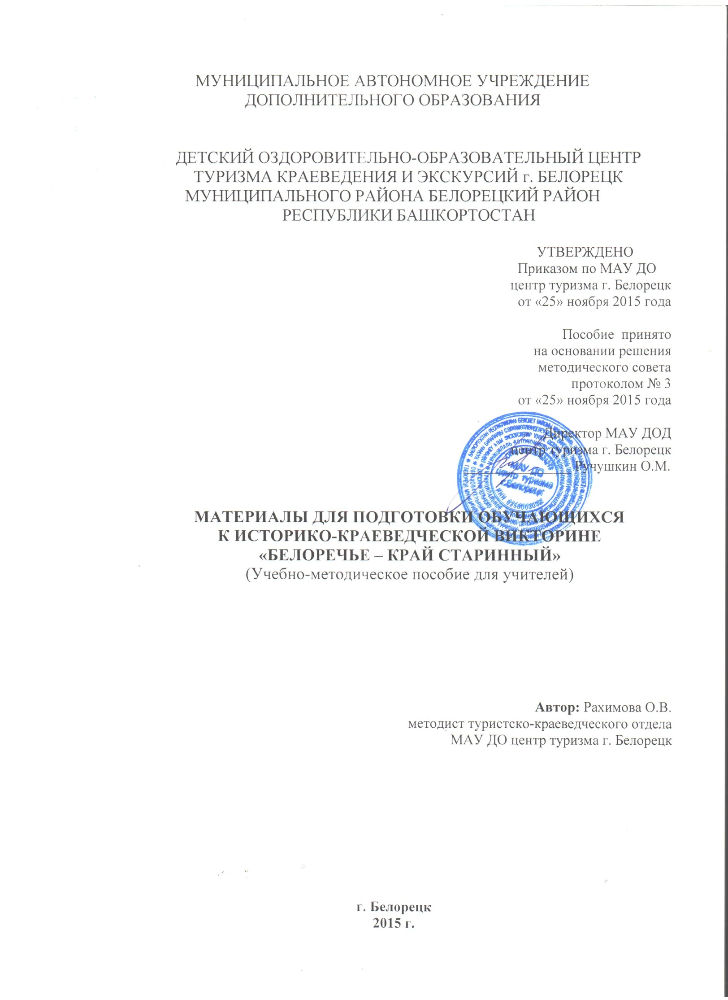 МУНИЦИПАЛЬНОЕ АВТОНОМНОЕ УЧРЕЖДЕНИЕ
ДОПОЛНИТЕЛЬНОГО ОБРАЗОВАНИЯ
ДЕТСКИЙ ОЗДОРОВИТЕЛЬНО-ОБРАЗОВАТЕЛЬНЫЙ ЦЕНТР
ТУРИЗМА КРАЕВЕДЕНИЯ И ЭКСКУРСИЙ г. БЕЛОРЕЦК
МУНИЦИПАЛЬНОГО РАЙОНА БЕЛОРЕЦКИЙ РАЙОН
РЕСПУБЛИКИ БАШКОРТОСТАН
УТВЕРЖДЕНО
Приказом по МАУ ДО
центр туризма г. Белорецк
от «25» ноября 2015 года
Пособие принято
на основании решения
методического совета
протоколом № 3
от «25» ноября 2015 года
Директор МАУ ДОД
центр туризма г. Белорецк
Ручушкин О.М.
МАУ ДО
центр туризма
г.Белорецк
ИНН 0256003032
МАТЕРИАЛЫ ДЛЯ ПОДГОТОВКИ ОБУЧАЮЩИХСЯ
К ИСТОРИКО-КРАЕВЕДЧЕСКОЙ ВИКТОРИНЕ
«БЕЛОРЕЧЬЕ – КРАЙ СТАРИННЫЙ»
(Учебно-методическое пособие для учителей)
Автор: Рахимова О.В.
методист туристско-краеведческого отдела
МАУ ДО центр туризма г. Белорецк
г. Белорецк
2015 г.